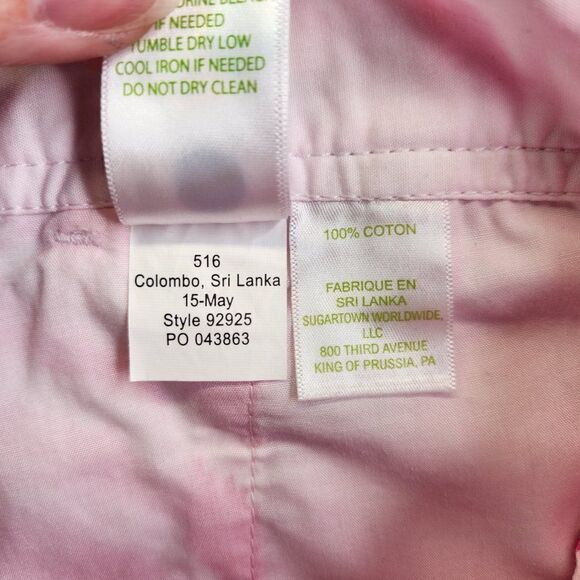 IF NEEDED
TUMBLE DRY LOW
COOL IRON IF NEEDED
DO NOT DRY CLEAN
516
Colombo, Sri Lanka
15-May
Style 92925
PO 043863
100% COTON
FABRIQUE EN
SRI LANKA
SUGARTOWN WORLDWIDE,
LLC
800 THIRD AVENUE
KING OF PRUSSIA, PA